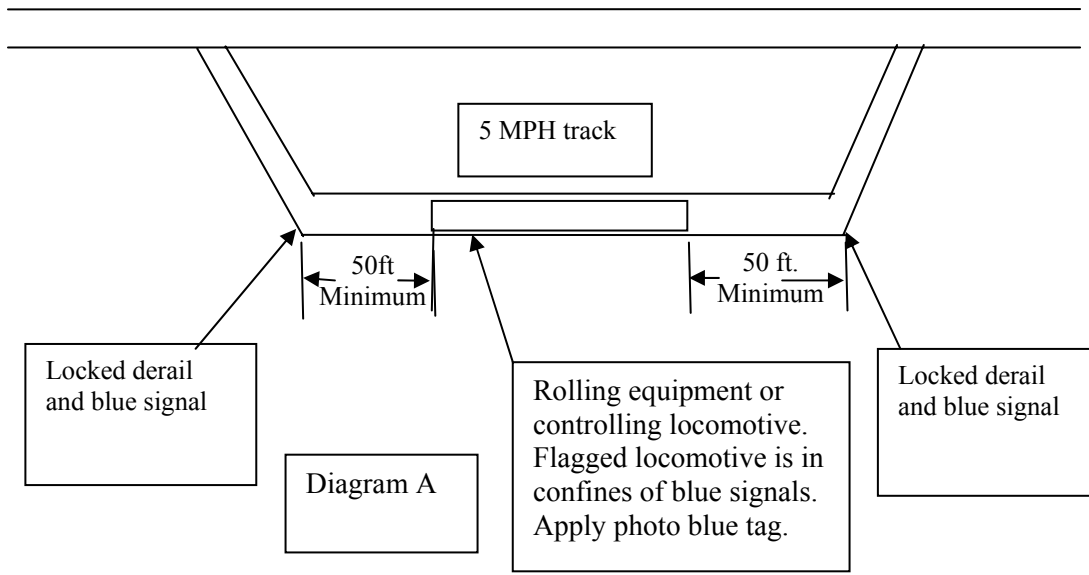 5 MPH track
50ft
Minimum
50 ft.
Minimum
Locked derail
and blue signal
Diagram A
Rolling equipment or
controlling locomotive.
Flagged locomotive is in
confines of blue signals.
Apply photo blue tag.
Locked derail
and blue signal